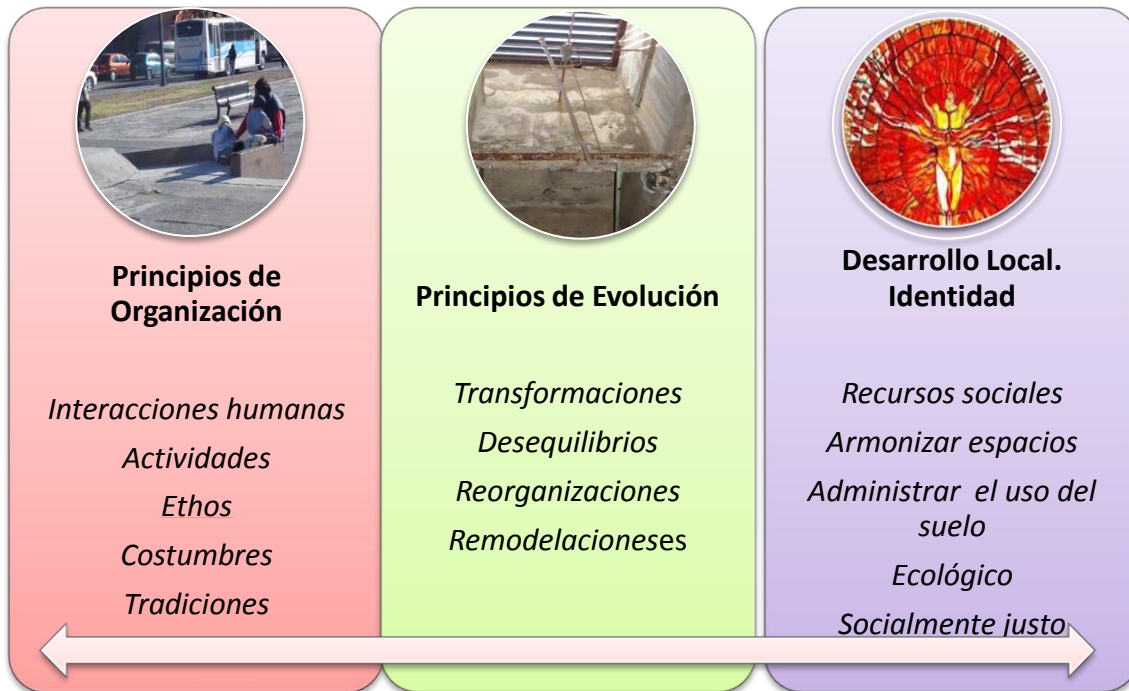 Principios de
Organización
Interacciones humanas
Actividades
Ethos
Costumbres
Tradiciones
Principios de Evolución
Transformaciones
Desequilibrios
Reorganizaciones
Remodelacioneses
Desarrollo Local.
Identidad
Recursos sociales
Armonizar espacios
Administrar el uso del
suelo
Ecológico
Socialmente justo